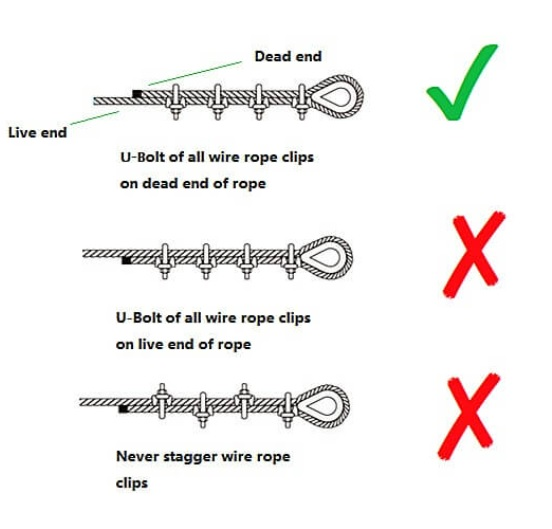 Dead end
Live end
U-Bolt of all wire rope clips
on dead end of rope
U-Bolt of all wire rope clips
on live end of rope
Never stagger wire rope
clips